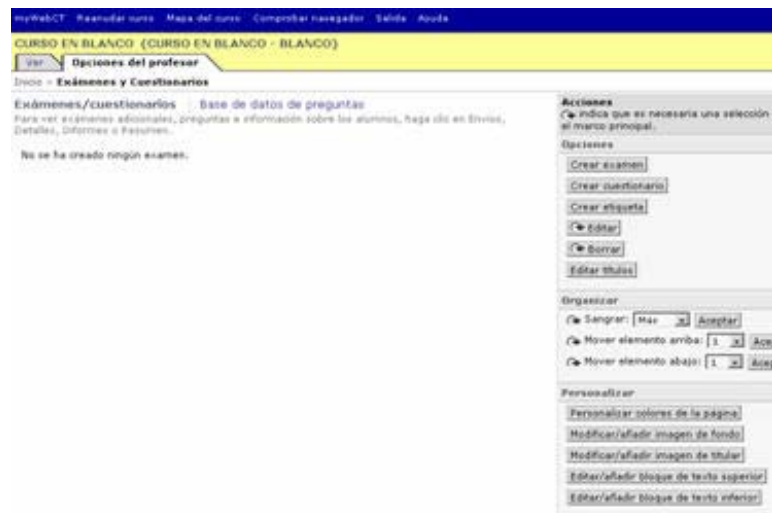 myWebCT Reanudar curso Mapa del curso Comprobar navegador Salida Ayuda
CURSO EN BLANCO (CURSO EN BLANCO - BLANCO)
Ver Opciones del profesor
Inicio > Exámenes y Cuestionarios
Exámenes/cuestionarios | Base de datos de preguntas
Para ver exámenes adicionales, preguntas e información sobre los alumnos, haga clic en Envíos,
Detalles, Informes o Resumen.
No se ha creado ningún examen.
Acciones
indica que es necesaria una selección
el marco principal.
Opciones
Crear examen
Crear cuestionario
Crear etiqueta
Editar
Borrar
Editar títulos
Organizar
Sangrar: Más Aceptar
Mover elemento arriba: 1 Ace
Mover elemento abajo: 1 Acep
Personalizar
Personalizar colores de la página
Modificar/añadir imagen de fondo
Modificar/añadir imagen de titular
Editar/añadir bloque de texto superior
Editar/añadir bloque de texto inferior